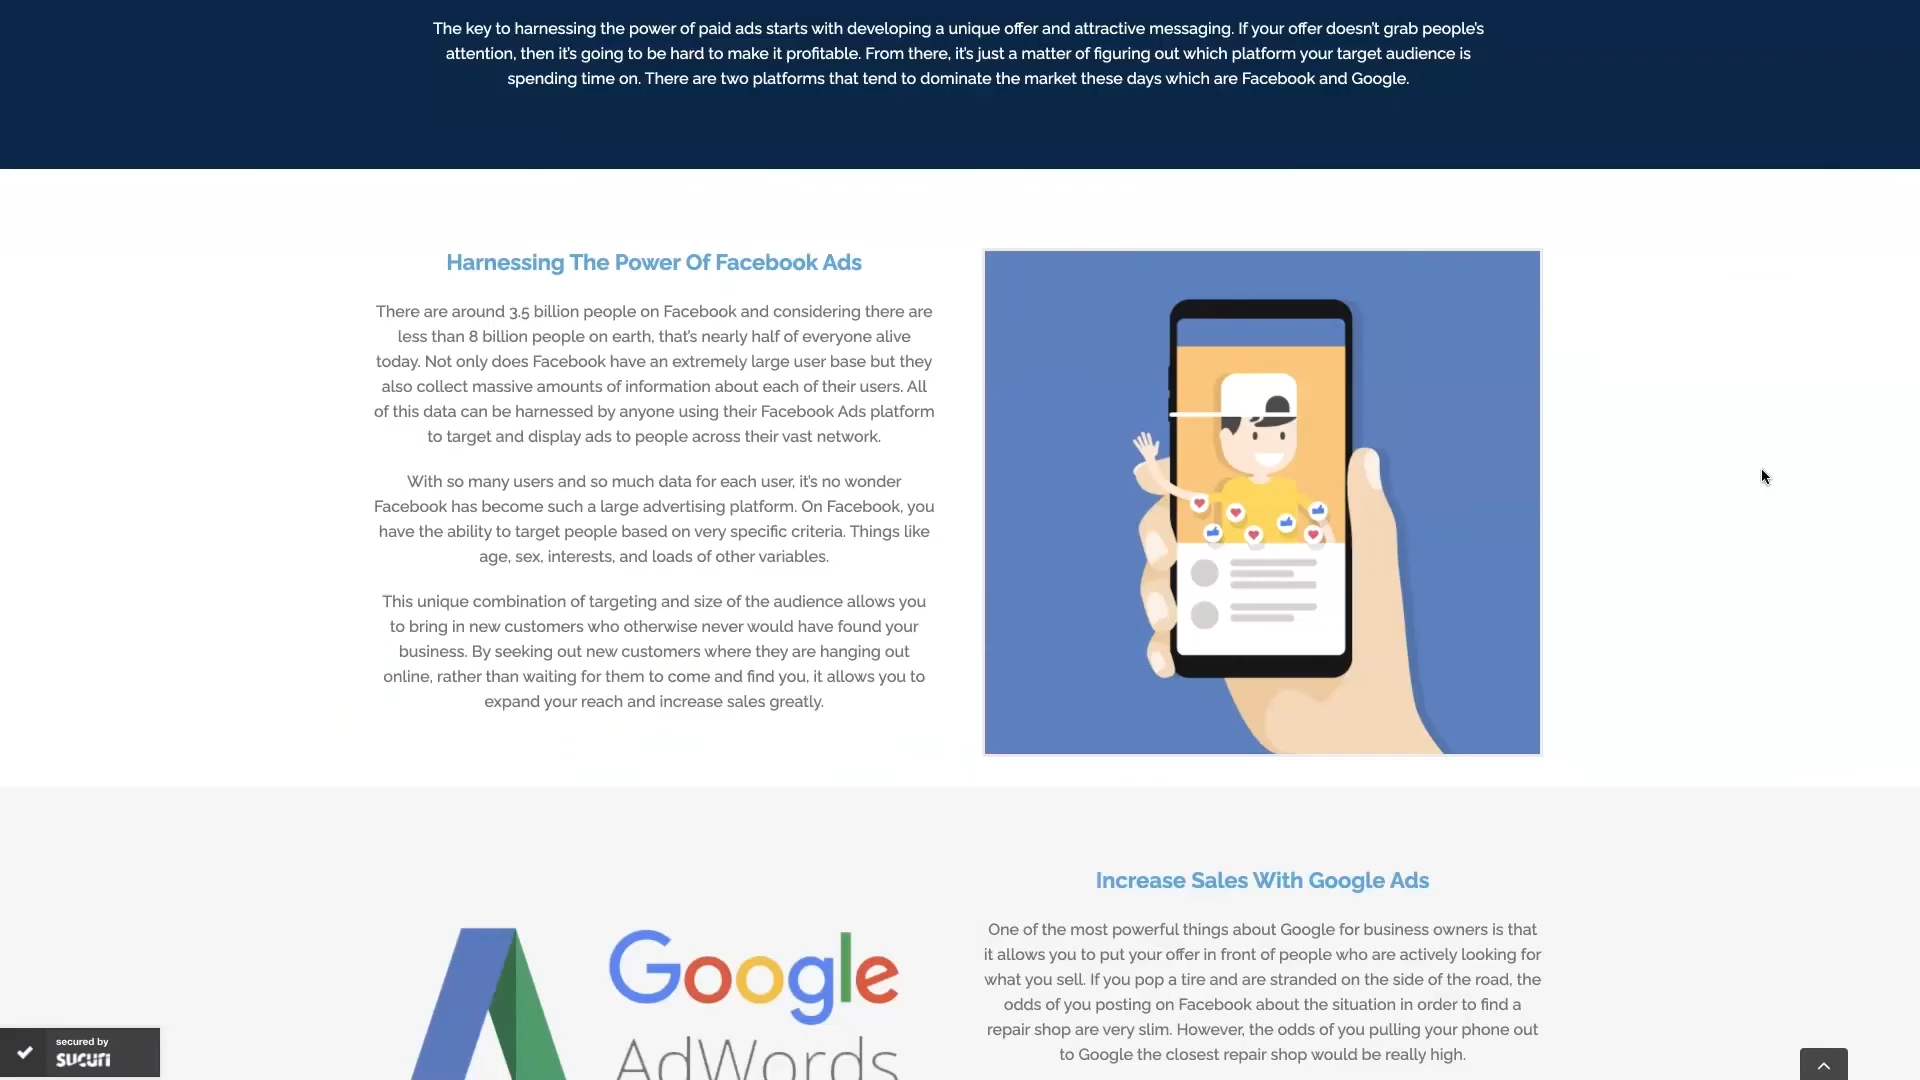 The key to harnessing the power of paid ads starts with developing a unique offer and attractive messaging. If your offer doesn't grab people's
attention, then it's going to be hard to make it profitable. From there, it's just a matter of figuring out which platform your target audience is
spending time on. There are two platforms that tend to dominate the market these days which are Facebook and Google.
Harnessing The Power Of Facebook Ads
There are around 3.5 billion people on Facebook and considering there are
less than 8 billion people on earth, that's nearly half of everyone alive
today. Not only does Facebook have an extremely large user base but they
also collect massive amounts of information about each of their users. All
of this data can be harnessed by anyone using their Facebook Ads platform
to target and display ads to people across their vast network.
With so many users and so much data for each user, it's no wonder
Facebook has become such a large advertising platform. On Facebook, you
have the ability to target people based on very specific criteria. Things like
age, sex, interests, and loads of other variables.
This unique combination of targeting and size of the audience allows you
to bring in new customers who otherwise never would have found your
business. By seeking out new customers where they are hanging out
online, rather than waiting for them to come and find you, it allows you to
expand your reach and increase sales greatly.
Google
AdWords
Increase Sales With Google Ads
One of the most powerful things about Google for business owners is that
it allows you to put your offer in front of people who are actively looking for
what you sell. If you pop a tire and are stranded on the side of the road, the
odds of you posting on Facebook about the situation in order to find a
repair shop are very slim. However, the odds of you pulling your phone out
to Google the closest repair shop would be really high.
secured by
sucuri